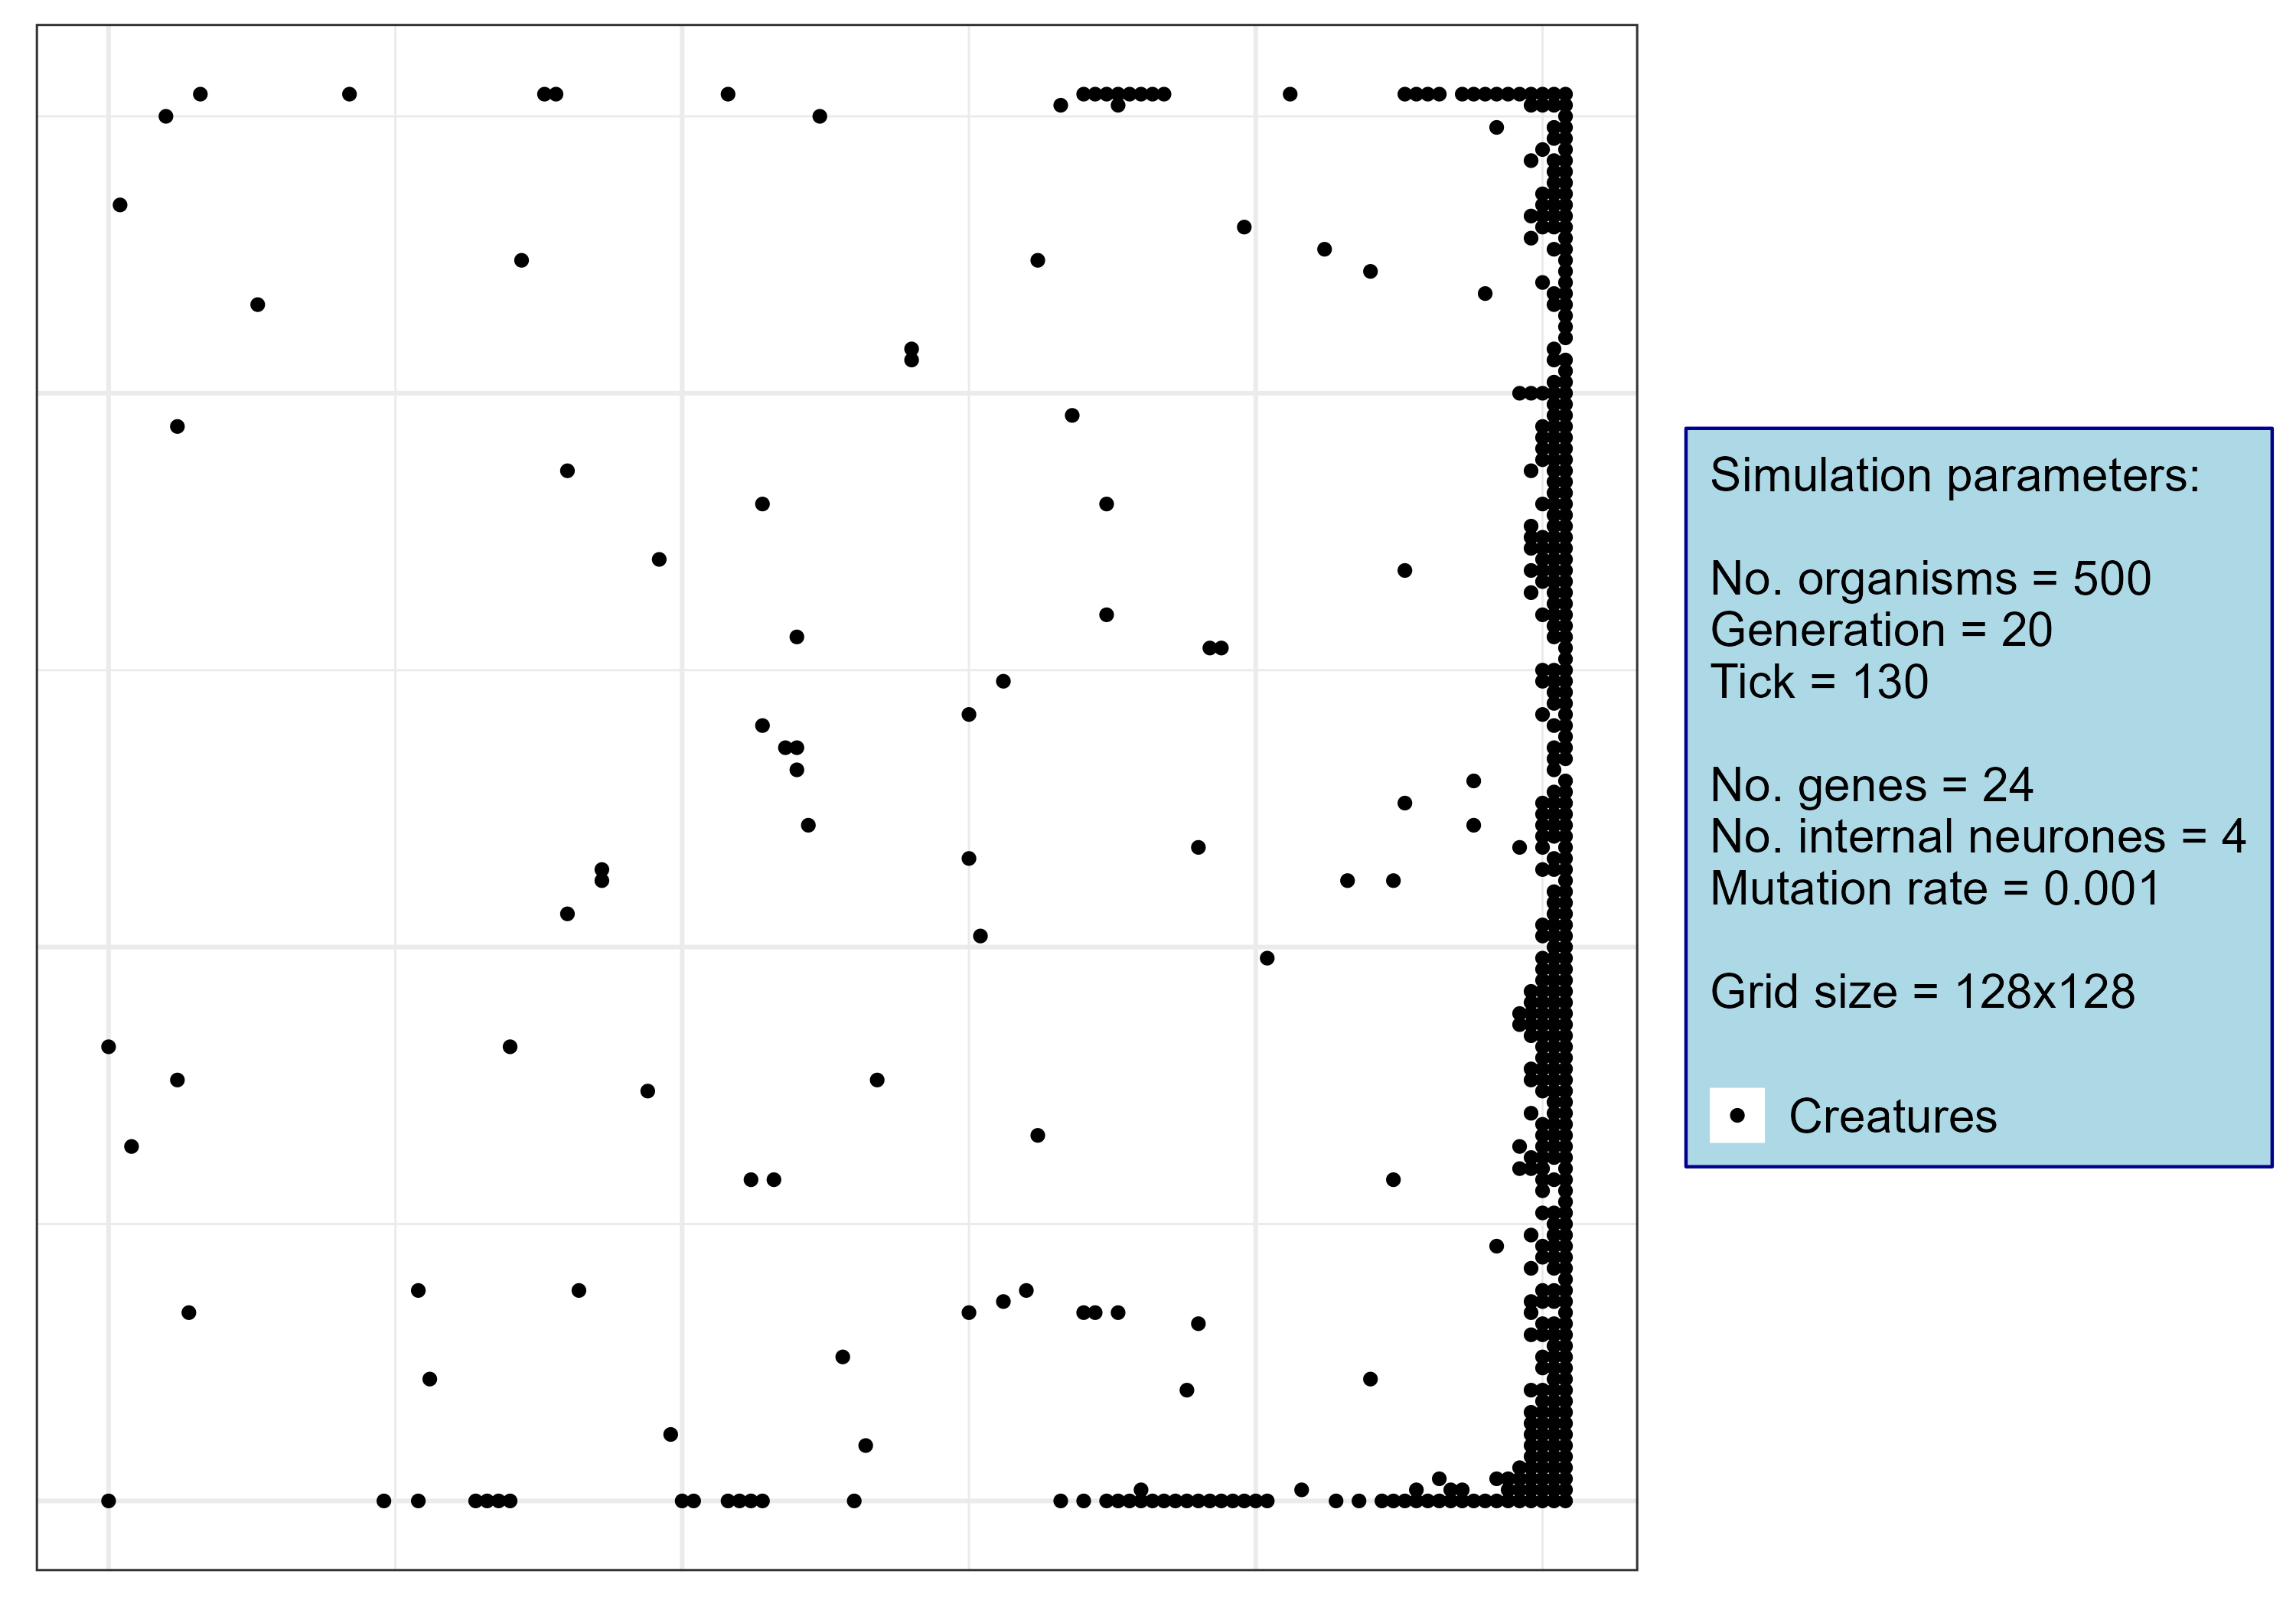 Simulation parameters:
No. organisms = 500
Generation = 20
Tick = 130
No. genes = 24
No. internal neurones = 4
Mutation rate = 0.001
Grid size = 128x128
Creatures